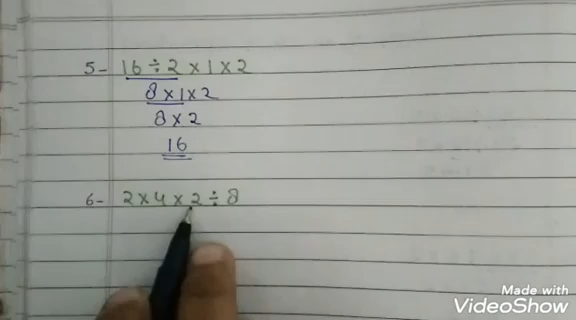 5- 16 ÷ 2 × 1 × 2
8 × 1 × 2
8 × 2
16
6- 2 × 4 × 2 ÷ 8
Made with
VideoShow